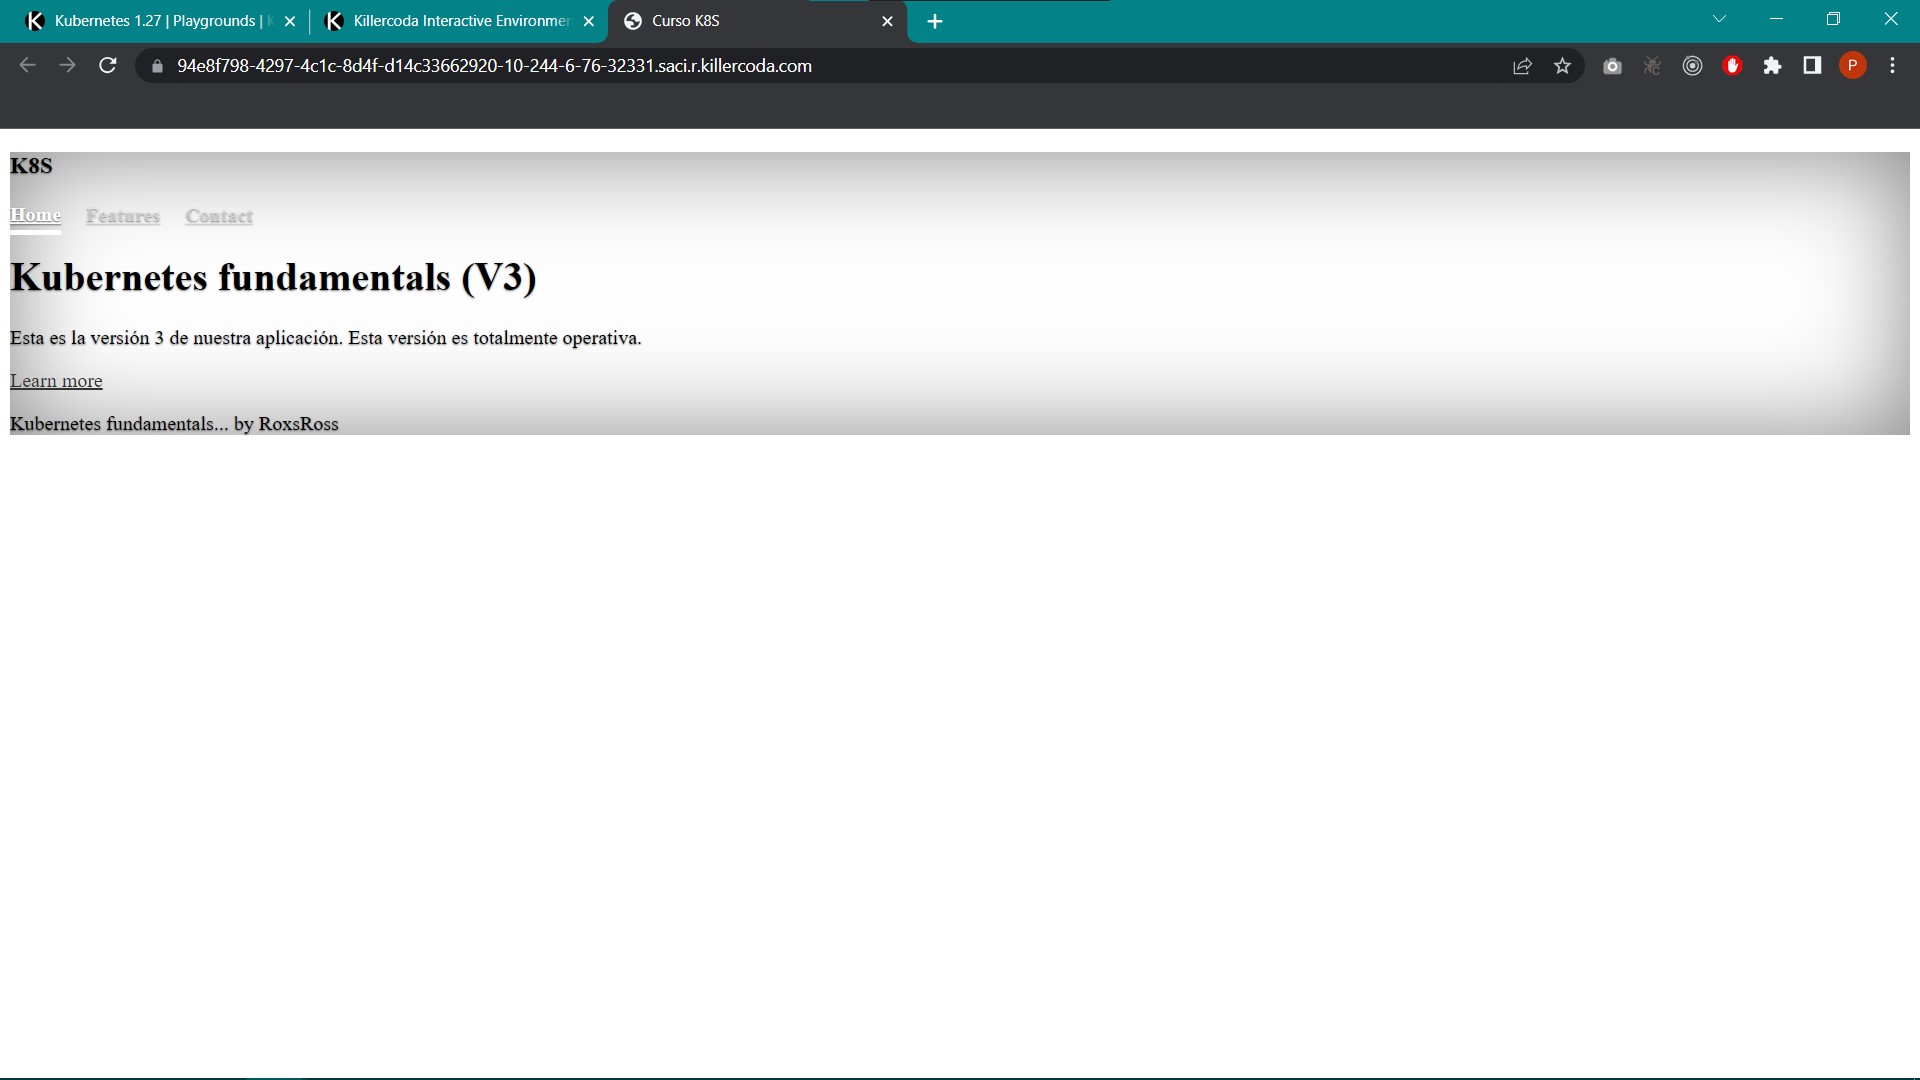 Kubernetes 1.27 | Playgrounds |
Killercoda Interactive Environmen
Curso K8S
94e8f798-4297-4c1c-8d4f-d14c33662920-10-244-6-76-32331.saci.r.killercoda.com
P
K8S
Home Features Contact
Kubernetes fundamentals (V3)
Esta es la versión 3 de nuestra aplicación. Esta versión es totalmente operativa.
Learn more
Kubernetes fundamentals... by RoxsRoss